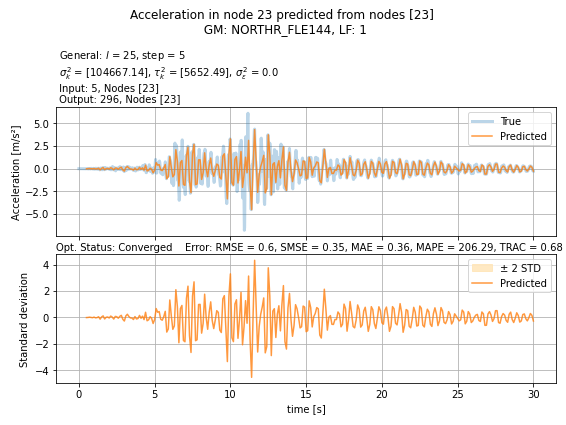 Acceleration in node 23 predicted from nodes [23]
GM: NORTHR_FLE144, LF: 1
General: l = 25, step = 5
σ_k^2 = [104667.14], τ_k^2 = [5652.49], σ_ε^2 = 0.0
Input: 5, Nodes [23]
Output: 296, Nodes [23]
Acceleration [m/s²]
5.0
2.5
0.0
−2.5
−5.0
True
Predicted
Opt. Status: Converged Error: RMSE = 0.6, SMSE = 0.35, MAE = 0.36, MAPE = 206.29, TRAC = 0.68
Standard deviation
4
2
0
−2
−4
± 2 STD
Predicted
0 5 10 15 20 25 30
time [s]